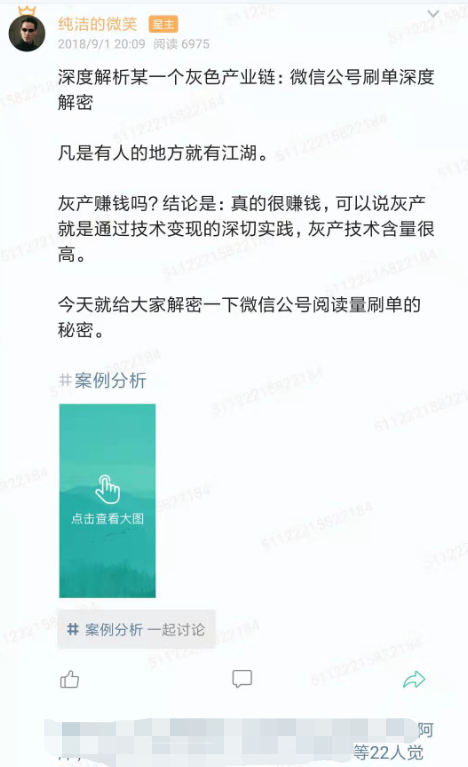 纯洁的微笑 星主
2018/9/1 20:09 阅读 6975
深度解析某一个灰色产业链：微信公号刷单深度
解密
凡是有人的地方就有江湖。
灰产赚钱吗？结论是：真的很赚钱，可以说灰产
就是通过技术变现的深切实践，灰产技术含量很
高。
今天就给大家解密一下微信公号阅读量刷单的
秘密。
#案例分析
点击查看大图
# 案例分析 一起讨论
阿
等22人觉